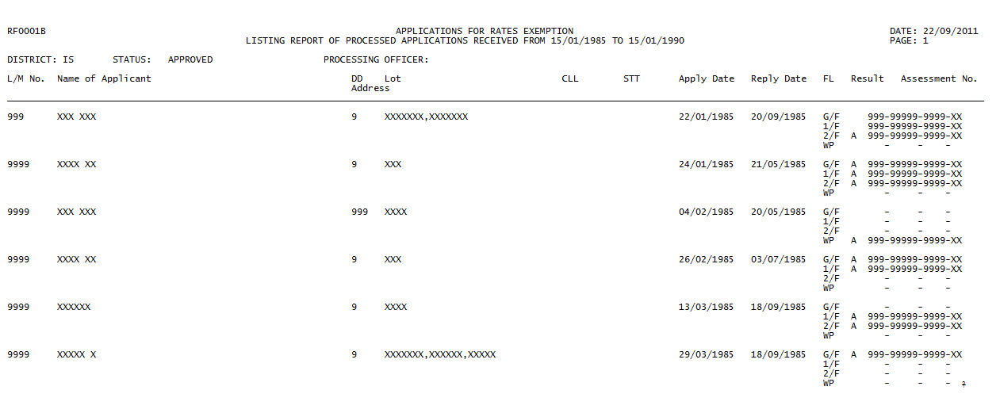 RFO01B APPLICATIONS FOR RATES EXEMPTION DATE: 22/09/2011
LISTING REPORT OF PROCESSED APPLICATIONS RECEIVED FROM 15/01/1985 TO 15/01/1990 PAGE: 1
DISTRICT: IS STATUS: APPROVED PROCESSING OFFICER:
L/M No. Name of Applicant DD Lot CLL STT Apply Date Reply Date FL Result Assessment No.
Address
999 XXX XXX 9 XXXXXXX,XXXXXXX 22/01/1985 20/09/1985 G/F 999-99999-9999-XX
1/F 999-99999-9999-XX
2/F A 999-99999-9999-XX
WP - - -
9999 XXXX XX 9 XXX 24/01/1985 21/05/1985 G/F A 999-99999-9999-XX
1/F A 999-99999-9999-XX
2/F A 999-99999-9999-XX
WP - - -
9999 XXX XXX 999 XXXX 04/02/1985 20/05/1985 G/F - - -
1/F - - -
2/F - - -
WP A 999-99999-9999-XX
9999 XXXX XX 9 XXX 26/02/1985 03/07/1985 G/F A 999-99999-9999-XX
1/F A 999-99999-9999-XX
2/F - - -
WP - - -
9999 XXXXXX 9 XXXX 13/03/1985 18/09/1985 G/F - - -
1/F A 999-99999-9999-XX
2/F A 999-99999-9999-XX
WP - - -
9999 XXXXX X 9 XXXXXXX,XXXXXX,XXXXX 29/03/1985 18/09/1985 G/F A 999-99999-9999-XX
1/F - - -
2/F - - -
WP - - -